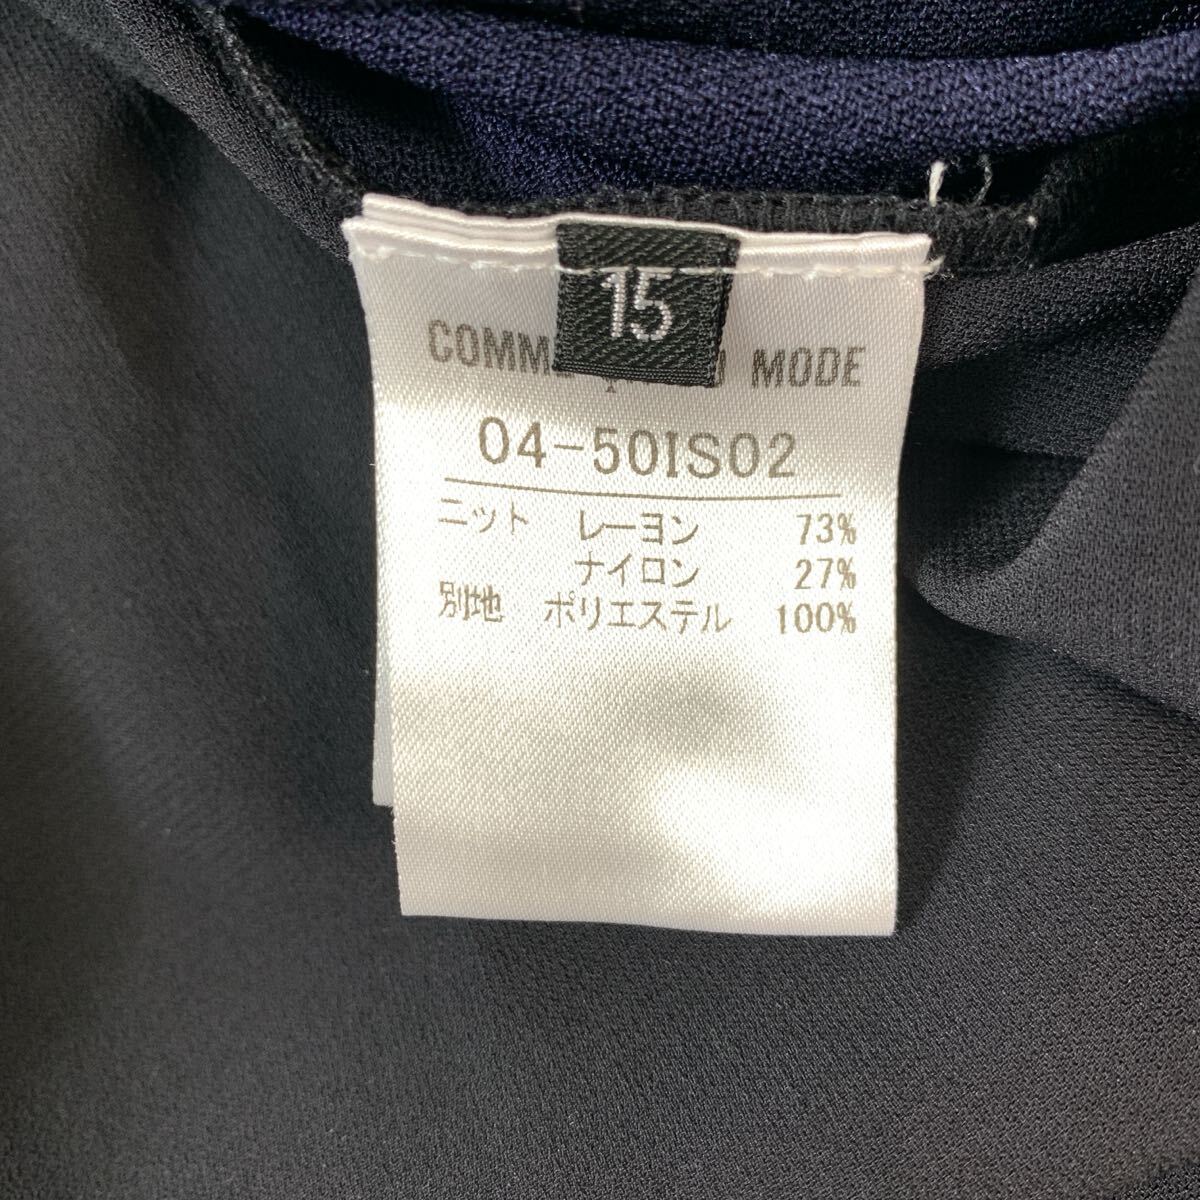 15
MODE
04-50IS02
ニット レーヨン 73%
ナイロン 27%
別地 ポリエステル 100%